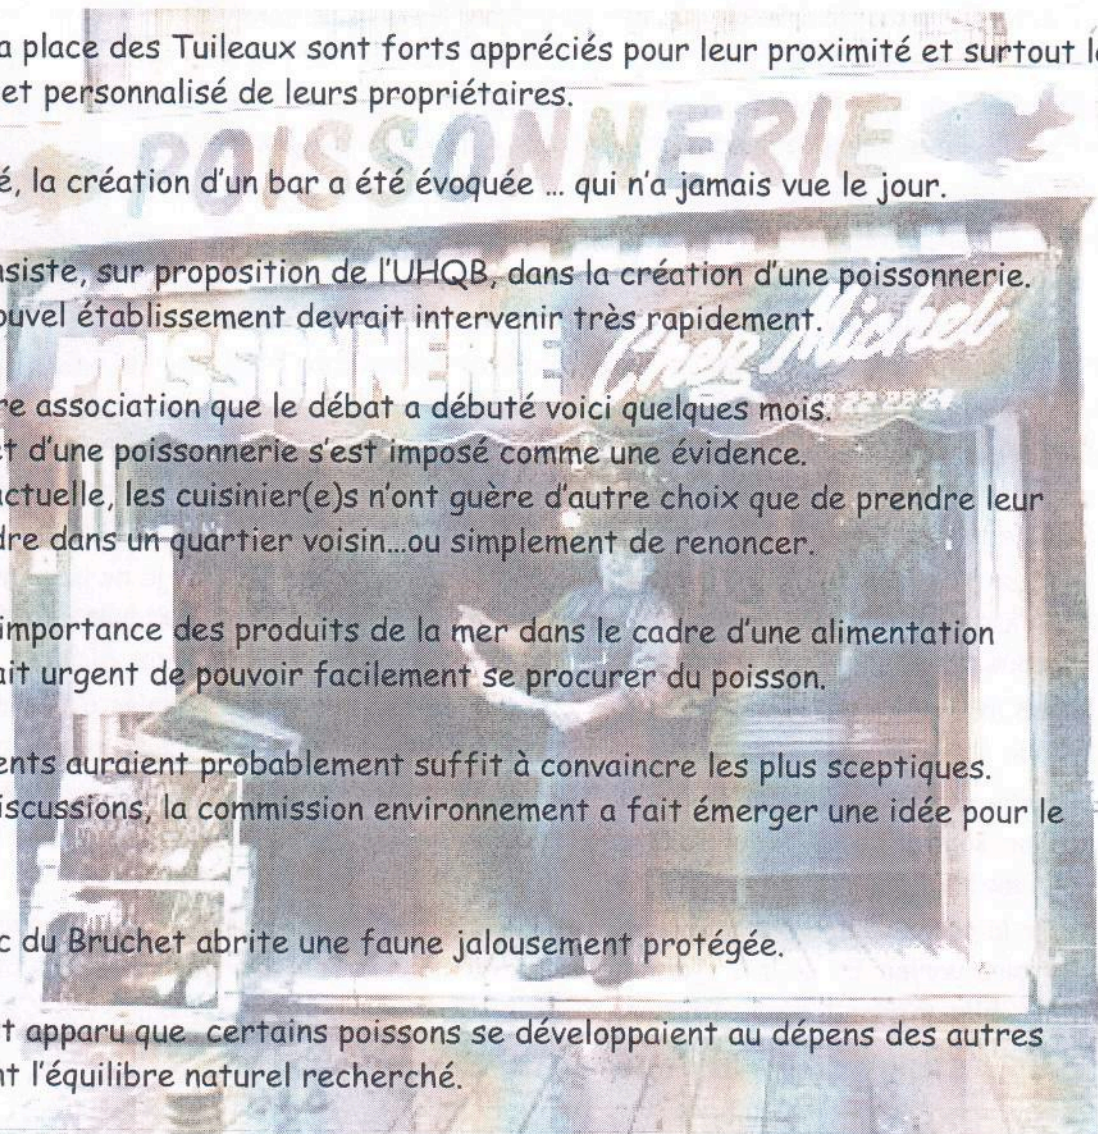 a place des Tuileaux sont forts appréciés pour leur proximité et surtout l
et personnalisé de leurs propriétaires.
POISSONNERIE
é, la création d'un bar a été évoquée ... qui n'a jamais vue le jour.
siste, sur proposition de l'UHQB, dans la création d'une poissonnerie.
ouvel établissement devrait intervenir très rapidement.
POISSONNERIE Chez Michel
22 23 24
re association que le débat a débuté voici quelques mois.
t d'une poissonnerie s'est imposé comme une évidence.
actuelle, les cuisinier(e)s n'ont guère d'autre choix que de prendre leur
dre dans un quartier voisin...ou simplement de renoncer.
importance des produits de la mer dans le cadre d'une alimentation
ait urgent de pouvoir facilement se procurer du poisson.
ents auraient probablement suffit à convaincre les plus sceptiques.
iscussions, la commission environnement a fait émerger une idée pour le
c du Bruchet abrite une faune jalousement protégée.
t apparu que certains poissons se développaient au dépens des autres
nt l'équilibre naturel recherché.